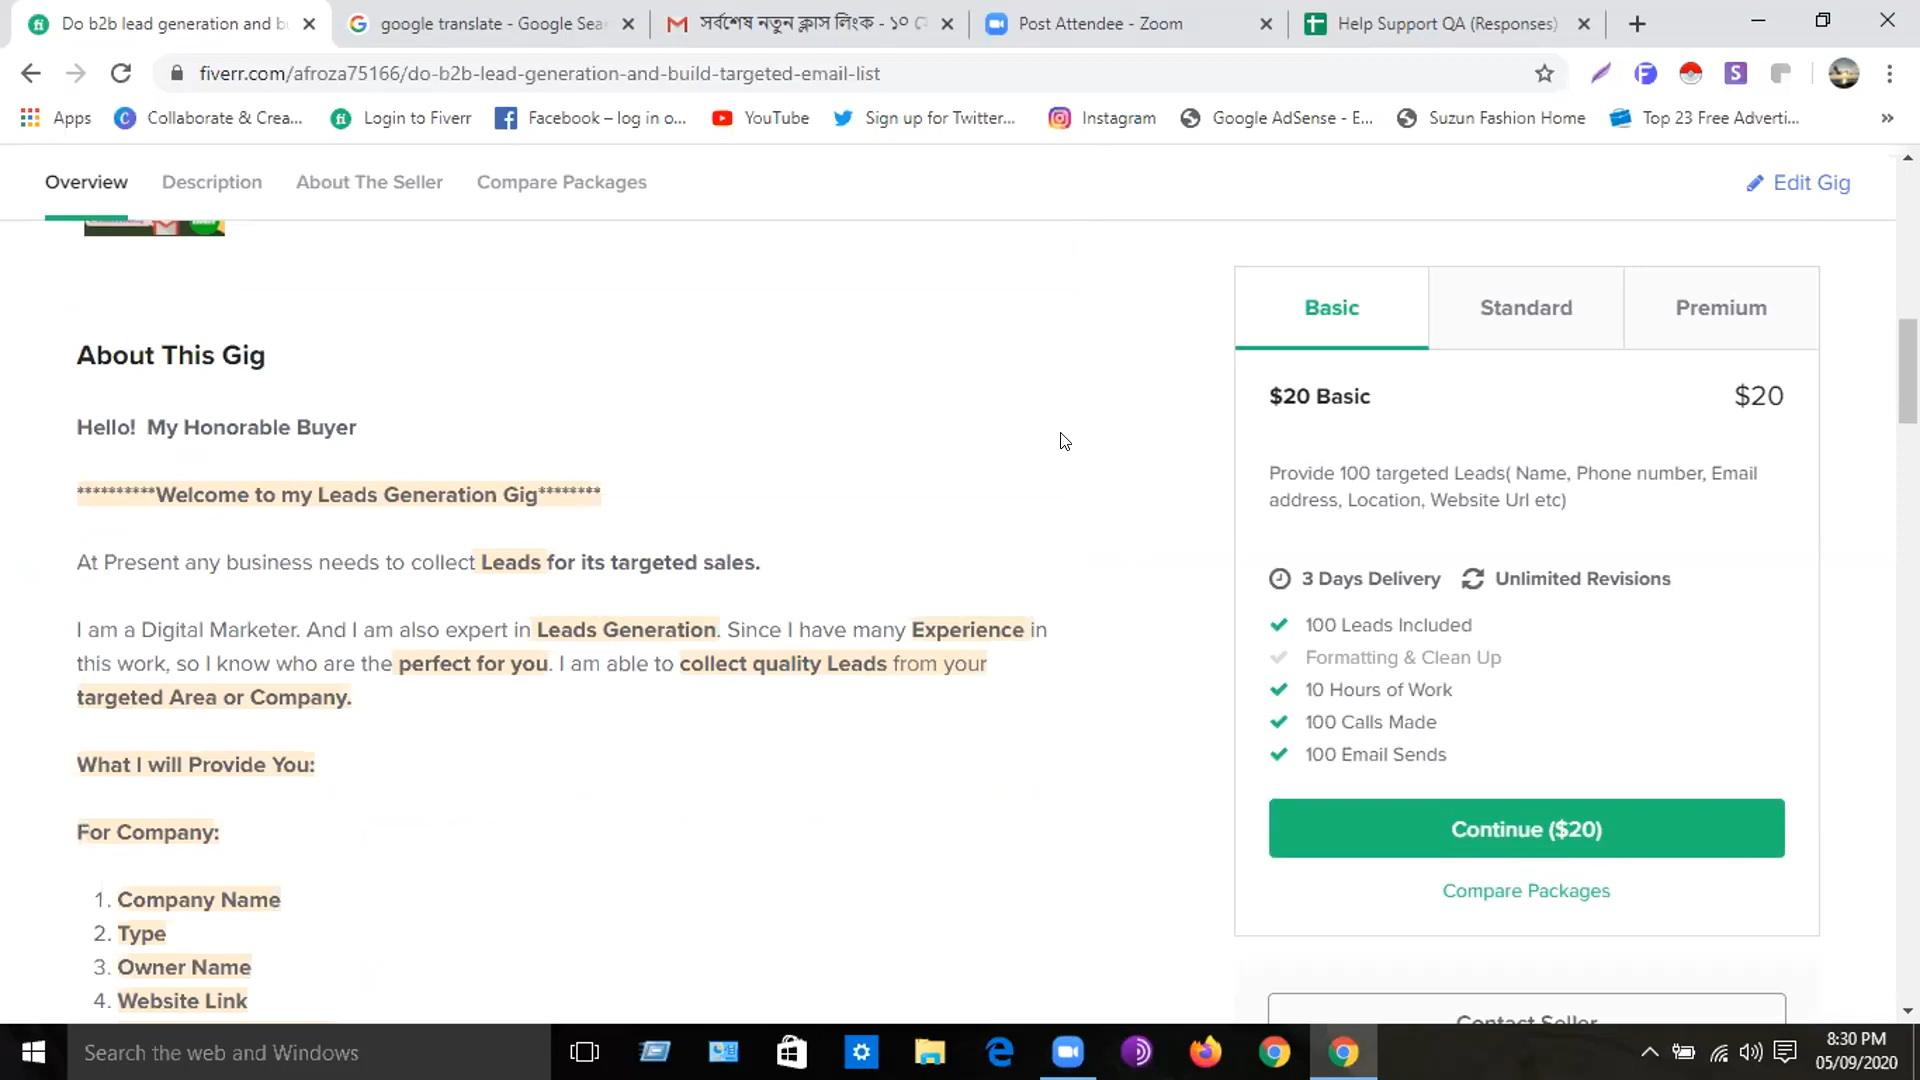 Do b2b lead generation and bu
google translate - Google Sea
সর্বশেষ নতুন ক্লাস লিংক - ১০ সে
Post Attendee - Zoom
Help Support QA (Responses)
fiverr.com/afroza75166/do-b2b-lead-generation-and-build-targeted-email-list
Apps
Collaborate & Crea...
Login to Fiverr
Facebook – log in o...
YouTube
Sign up for Twitter...
Instagram
Google AdSense - E...
Suzun Fashion Home
Top 23 Free Adverti...
Overview
Description
About The Seller
Compare Packages
Edit Gig
About This Gig
Hello!  My Honorable Buyer
**********Welcome to my Leads Generation Gig********
At Present any business needs to collect Leads for its targeted sales.
I am a Digital Marketer. And I am also expert in Leads Generation. Since I have many Experience in
this work, so I know who are the perfect for you. I am able to collect quality Leads from your
targeted Area or Company.
What I will Provide You:
For Company:
1. Company Name
2. Type
3. Owner Name
4. Website Link
Basic
Standard
Premium
$20 Basic
$20
Provide 100 targeted Leads( Name, Phone number, Email
address, Location, Website Url etc)
3 Days Delivery
Unlimited Revisions
100 Leads Included
Formatting & Clean Up
10 Hours of Work
100 Calls Made
100 Email Sends
Continue ($20)
Compare Packages
Contact Seller
Search the web and Windows
8:30 PM
05/09/2020